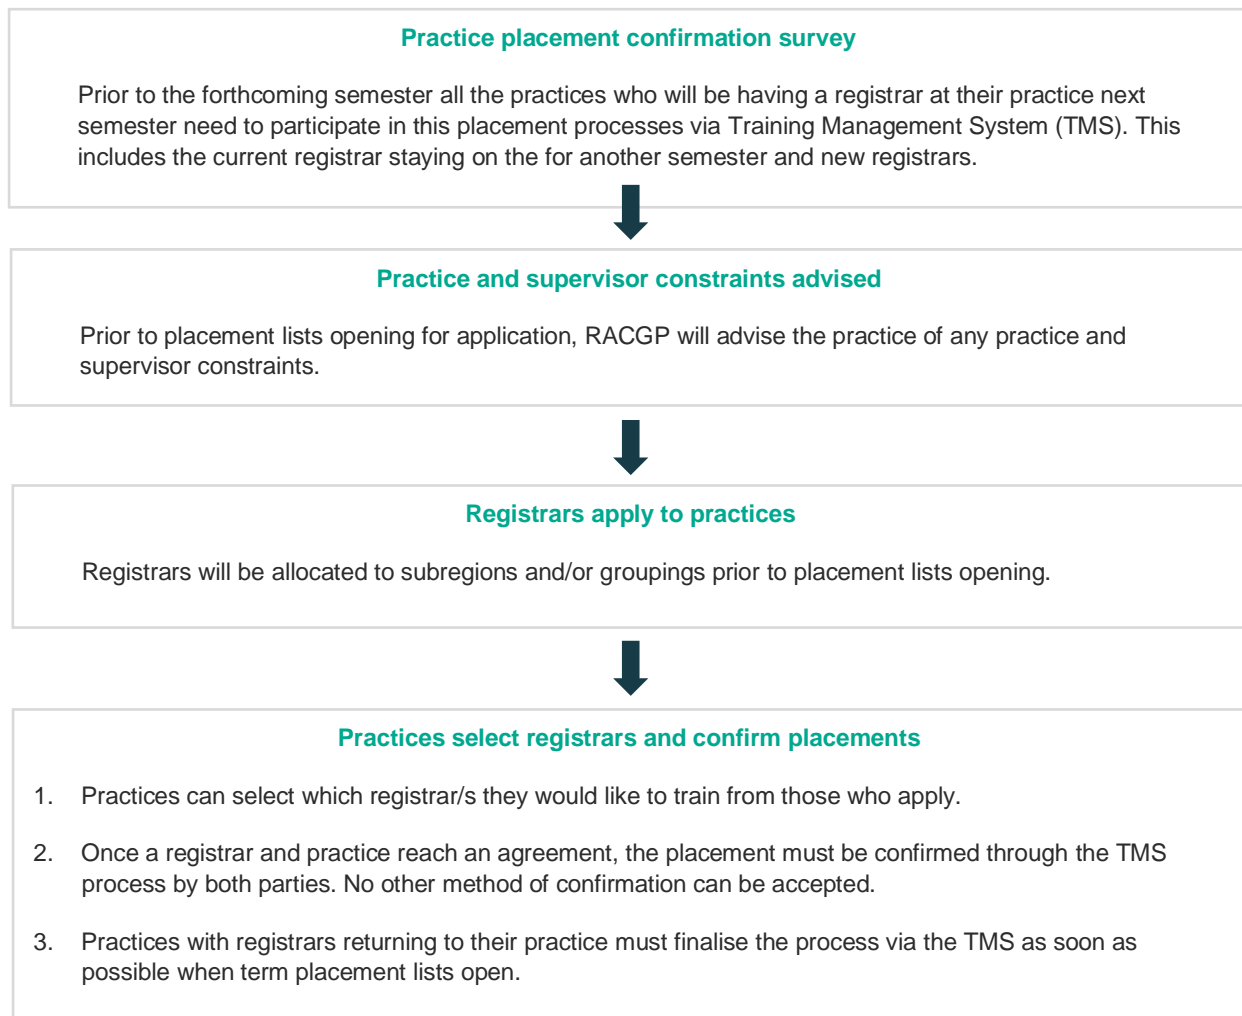 Practice placement confirmation survey
Prior to the forthcoming semester all the practices who will be having a registrar at their practice next
semester need to participate in this placement processes via Training Management System (TMS). This
includes the current registrar staying on the for another semester and new registrars.
Practice and supervisor constraints advised
Prior to placement lists opening for application, RACGP will advise the practice of any practice and
supervisor constraints.
Registrars apply to practices
Registrars will be allocated to subregions and/or groupings prior to placement lists opening.
Practices select registrars and confirm placements
1. Practices can select which registrar/s they would like to train from those who apply.
2. Once a registrar and practice reach an agreement, the placement must be confirmed through the TMS
process by both parties. No other method of confirmation can be accepted.
3. Practices with registrars returning to their practice must finalise the process via the TMS as soon as
possible when term placement lists open.